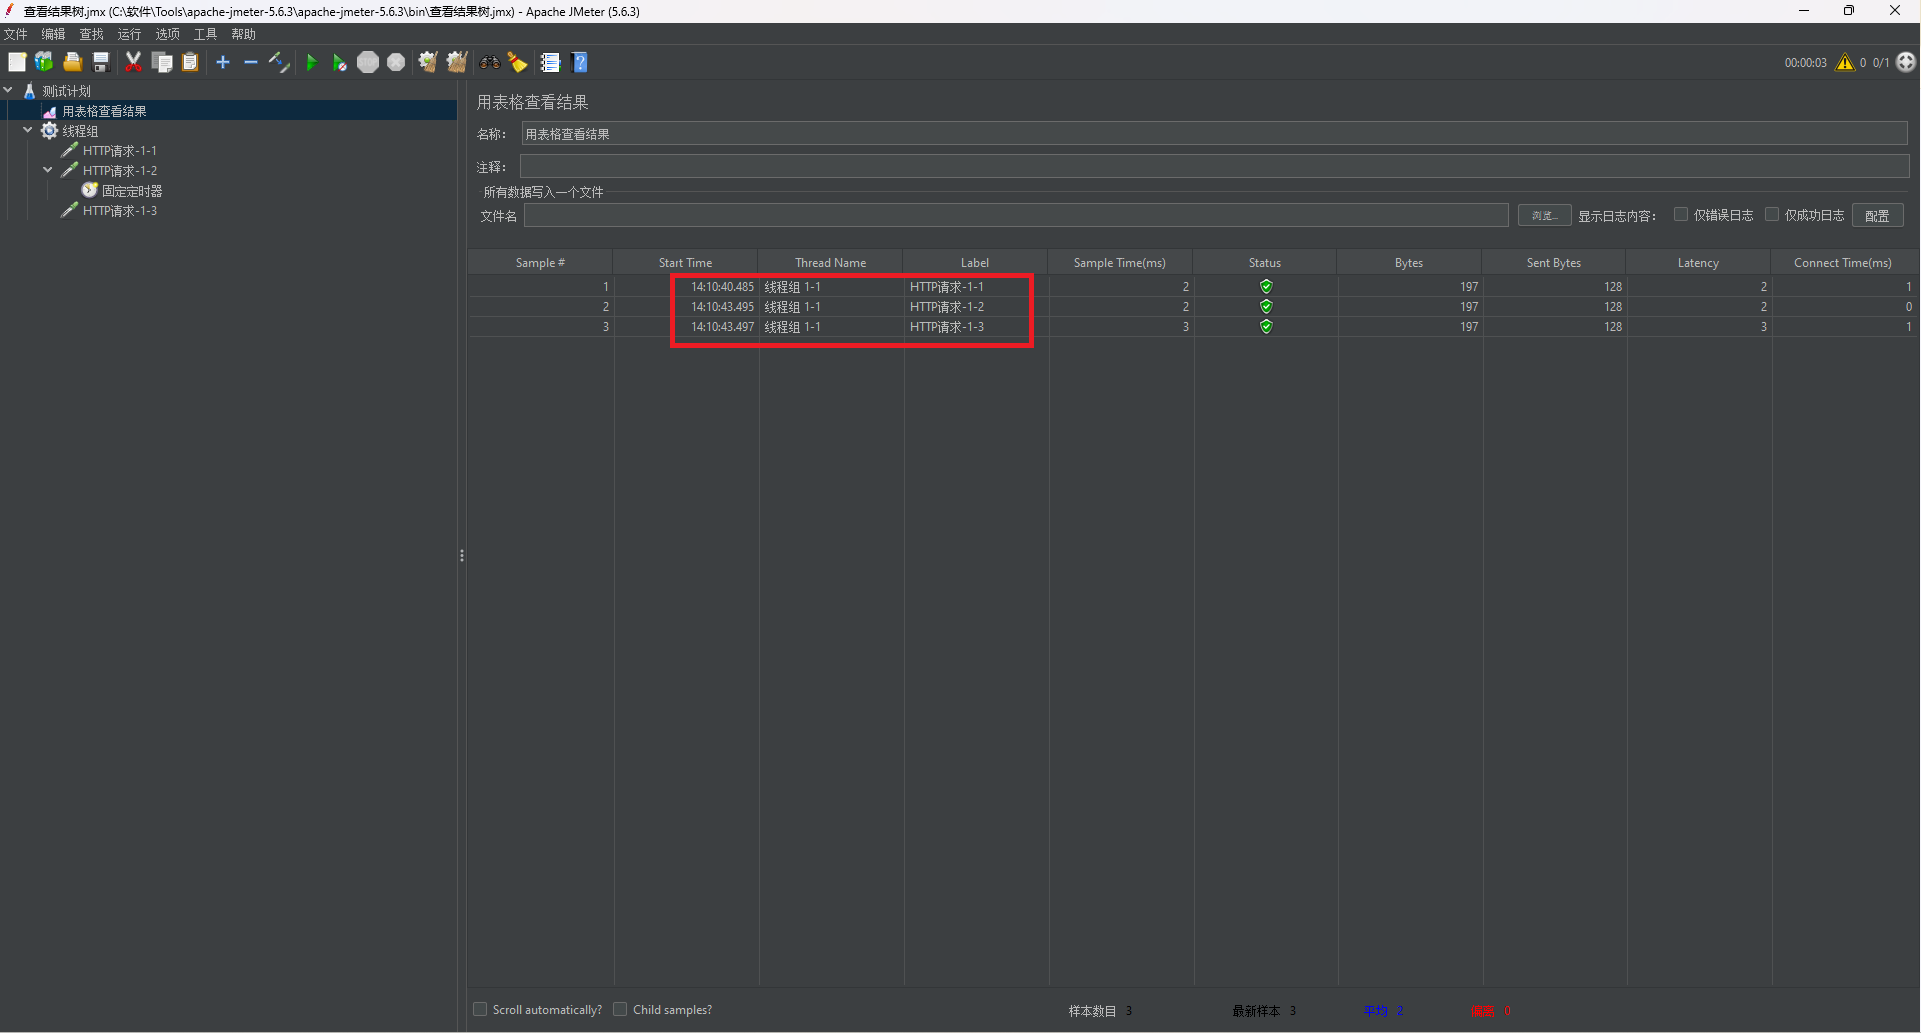 查看结果树.jmx (C:\软件\Tools\apache-jmeter-5.6.3\apache-jmeter-5.6.3\bin\查看结果树.jmx) - Apache JMeter (5.6.3)
文件 编辑 查找 运行 选项 工具 帮助
00:00:03 0 0/1
测试计划
用表格查看结果
线程组
HTTP请求-1-1
HTTP请求-1-2
固定定时器
HTTP请求-1-3
用表格查看结果
名称： 用表格查看结果
注释：
所有数据写入一个文件
文件名 浏览... 显示日志内容： 仅错误日志 仅成功日志 配置
Sample # Start Time Thread Name Label Sample Time(ms) Status Bytes Sent Bytes Latency Connect Time(ms)
1 14:10:40.485 线程组 1-1 HTTP请求-1-1 2 197 128 2 1
2 14:10:43.495 线程组 1-1 HTTP请求-1-2 2 197 128 2 0
3 14:10:43.497 线程组 1-1 HTTP请求-1-3 3 197 128 3 1
Scroll automatically? Child samples? 样本数目 3 最新样本 3 平均 2 偏离 0